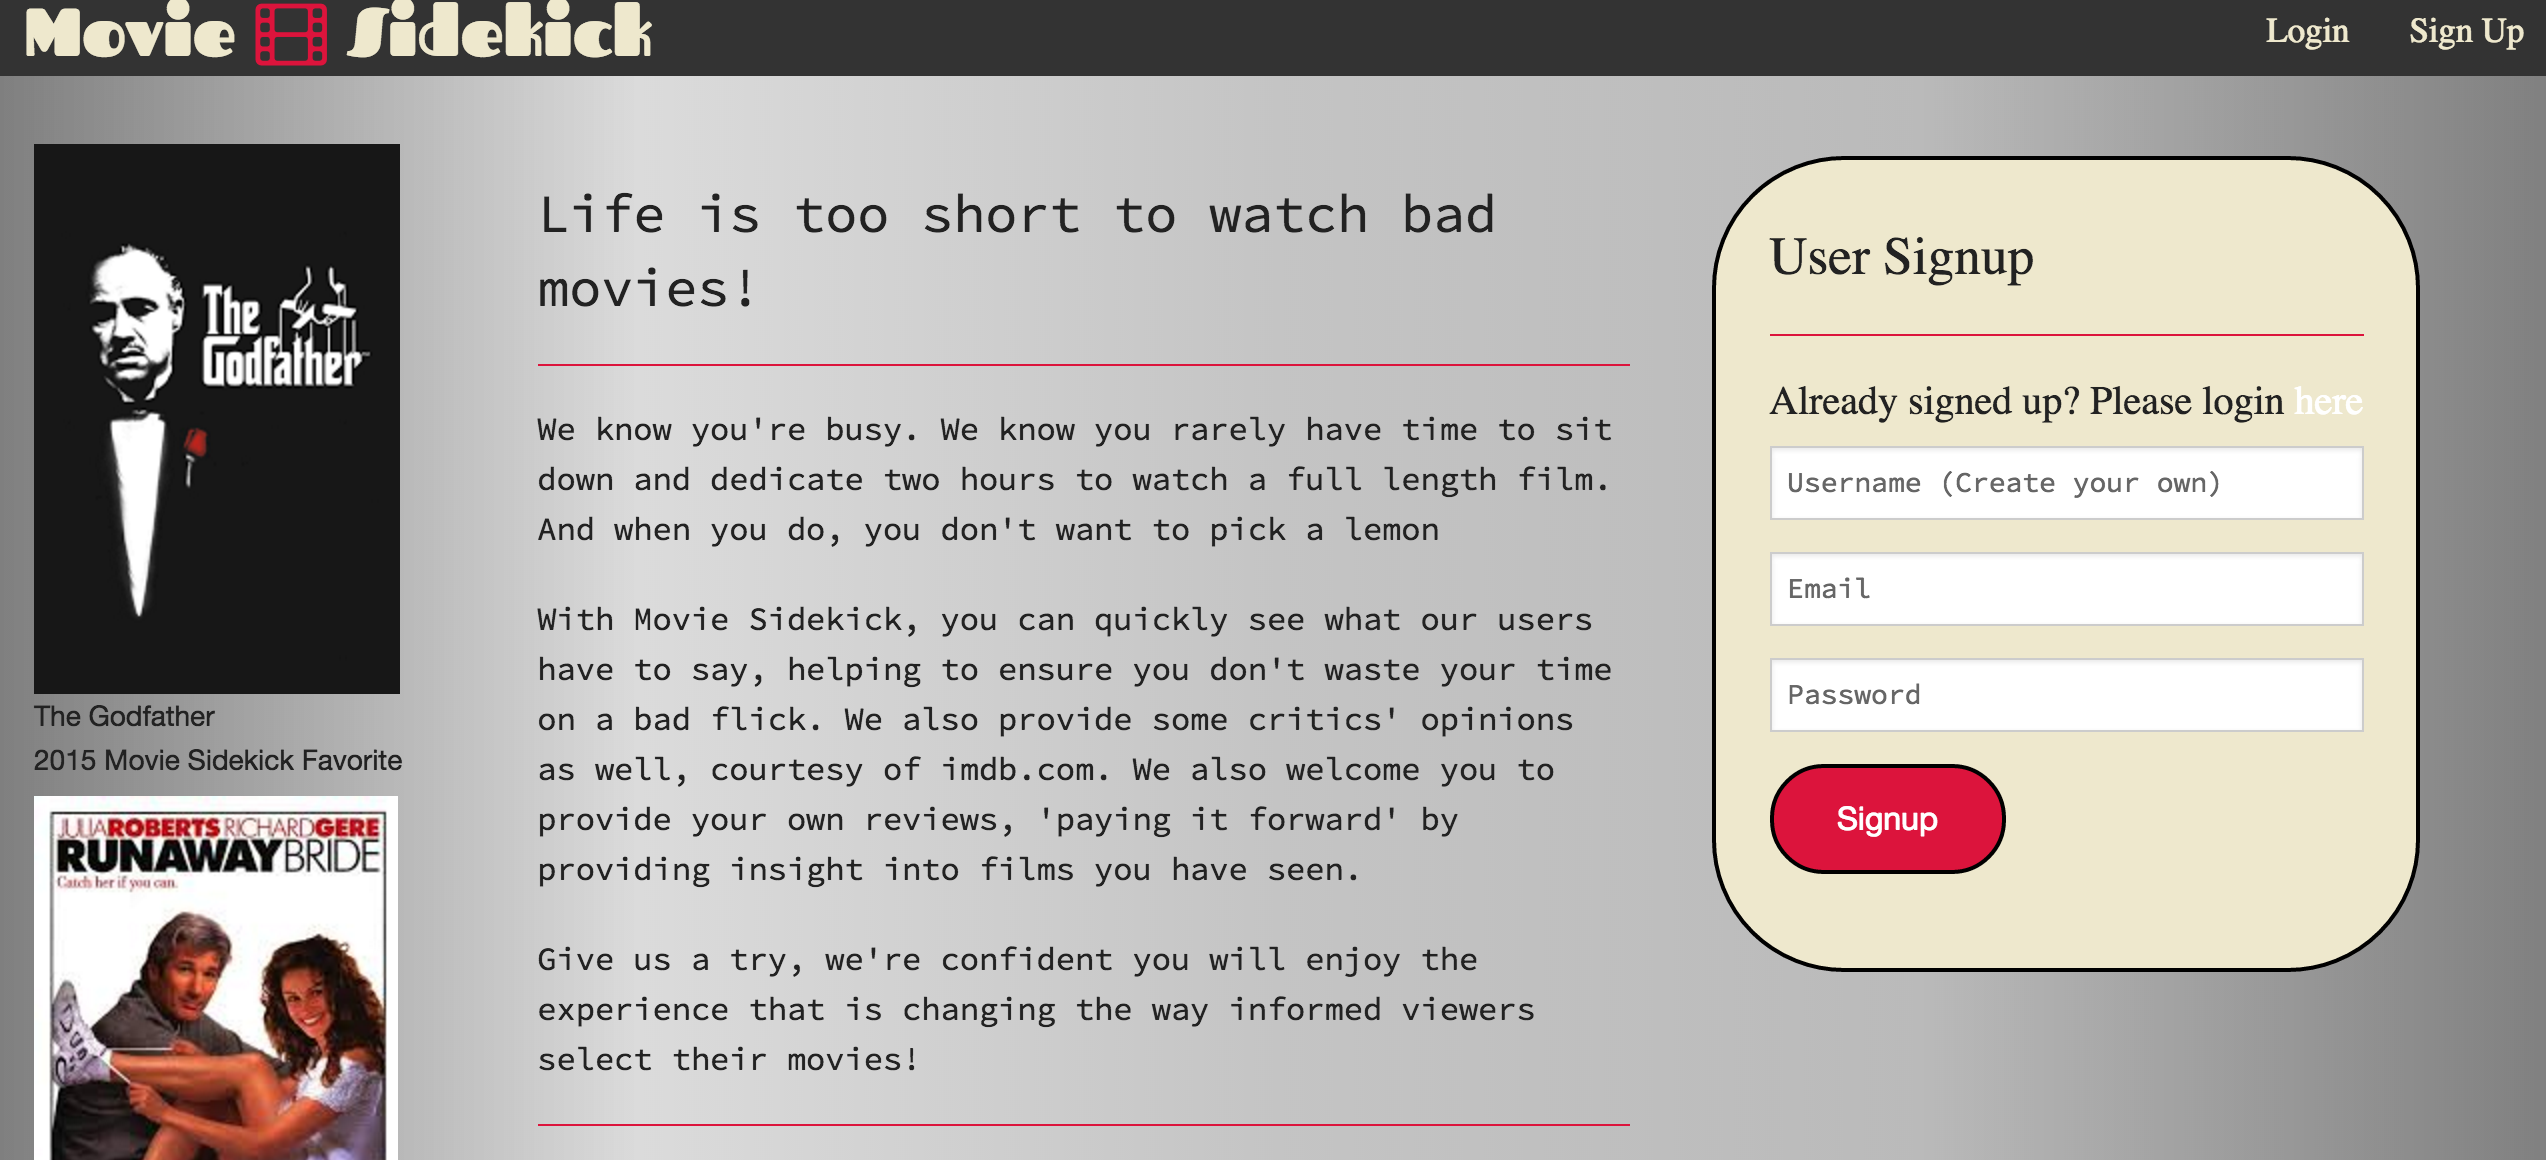 Movie Sidekick
Login
Sign Up
The
Godfather
The Godfather
2015 Movie Sidekick Favorite
JULIA ROBERTS RICHARD GERE
RUNAWAY BRIDE
Catch her if you can.
Life is too short to watch bad
movies!
We know you're busy. We know you rarely have time to sit
down and dedicate two hours to watch a full length film.
And when you do, you don't want to pick a lemon
With Movie Sidekick, you can quickly see what our users
have to say, helping to ensure you don't waste your time
on a bad flick. We also provide some critics' opinions
as well, courtesy of imdb.com. We also welcome you to
provide your own reviews, 'paying it forward' by
providing insight into films you have seen.
Give us a try, we're confident you will enjoy the
experience that is changing the way informed viewers
select their movies!
User Signup
Already signed up? Please login here
Username (Create your own)
Email
Password
Signup